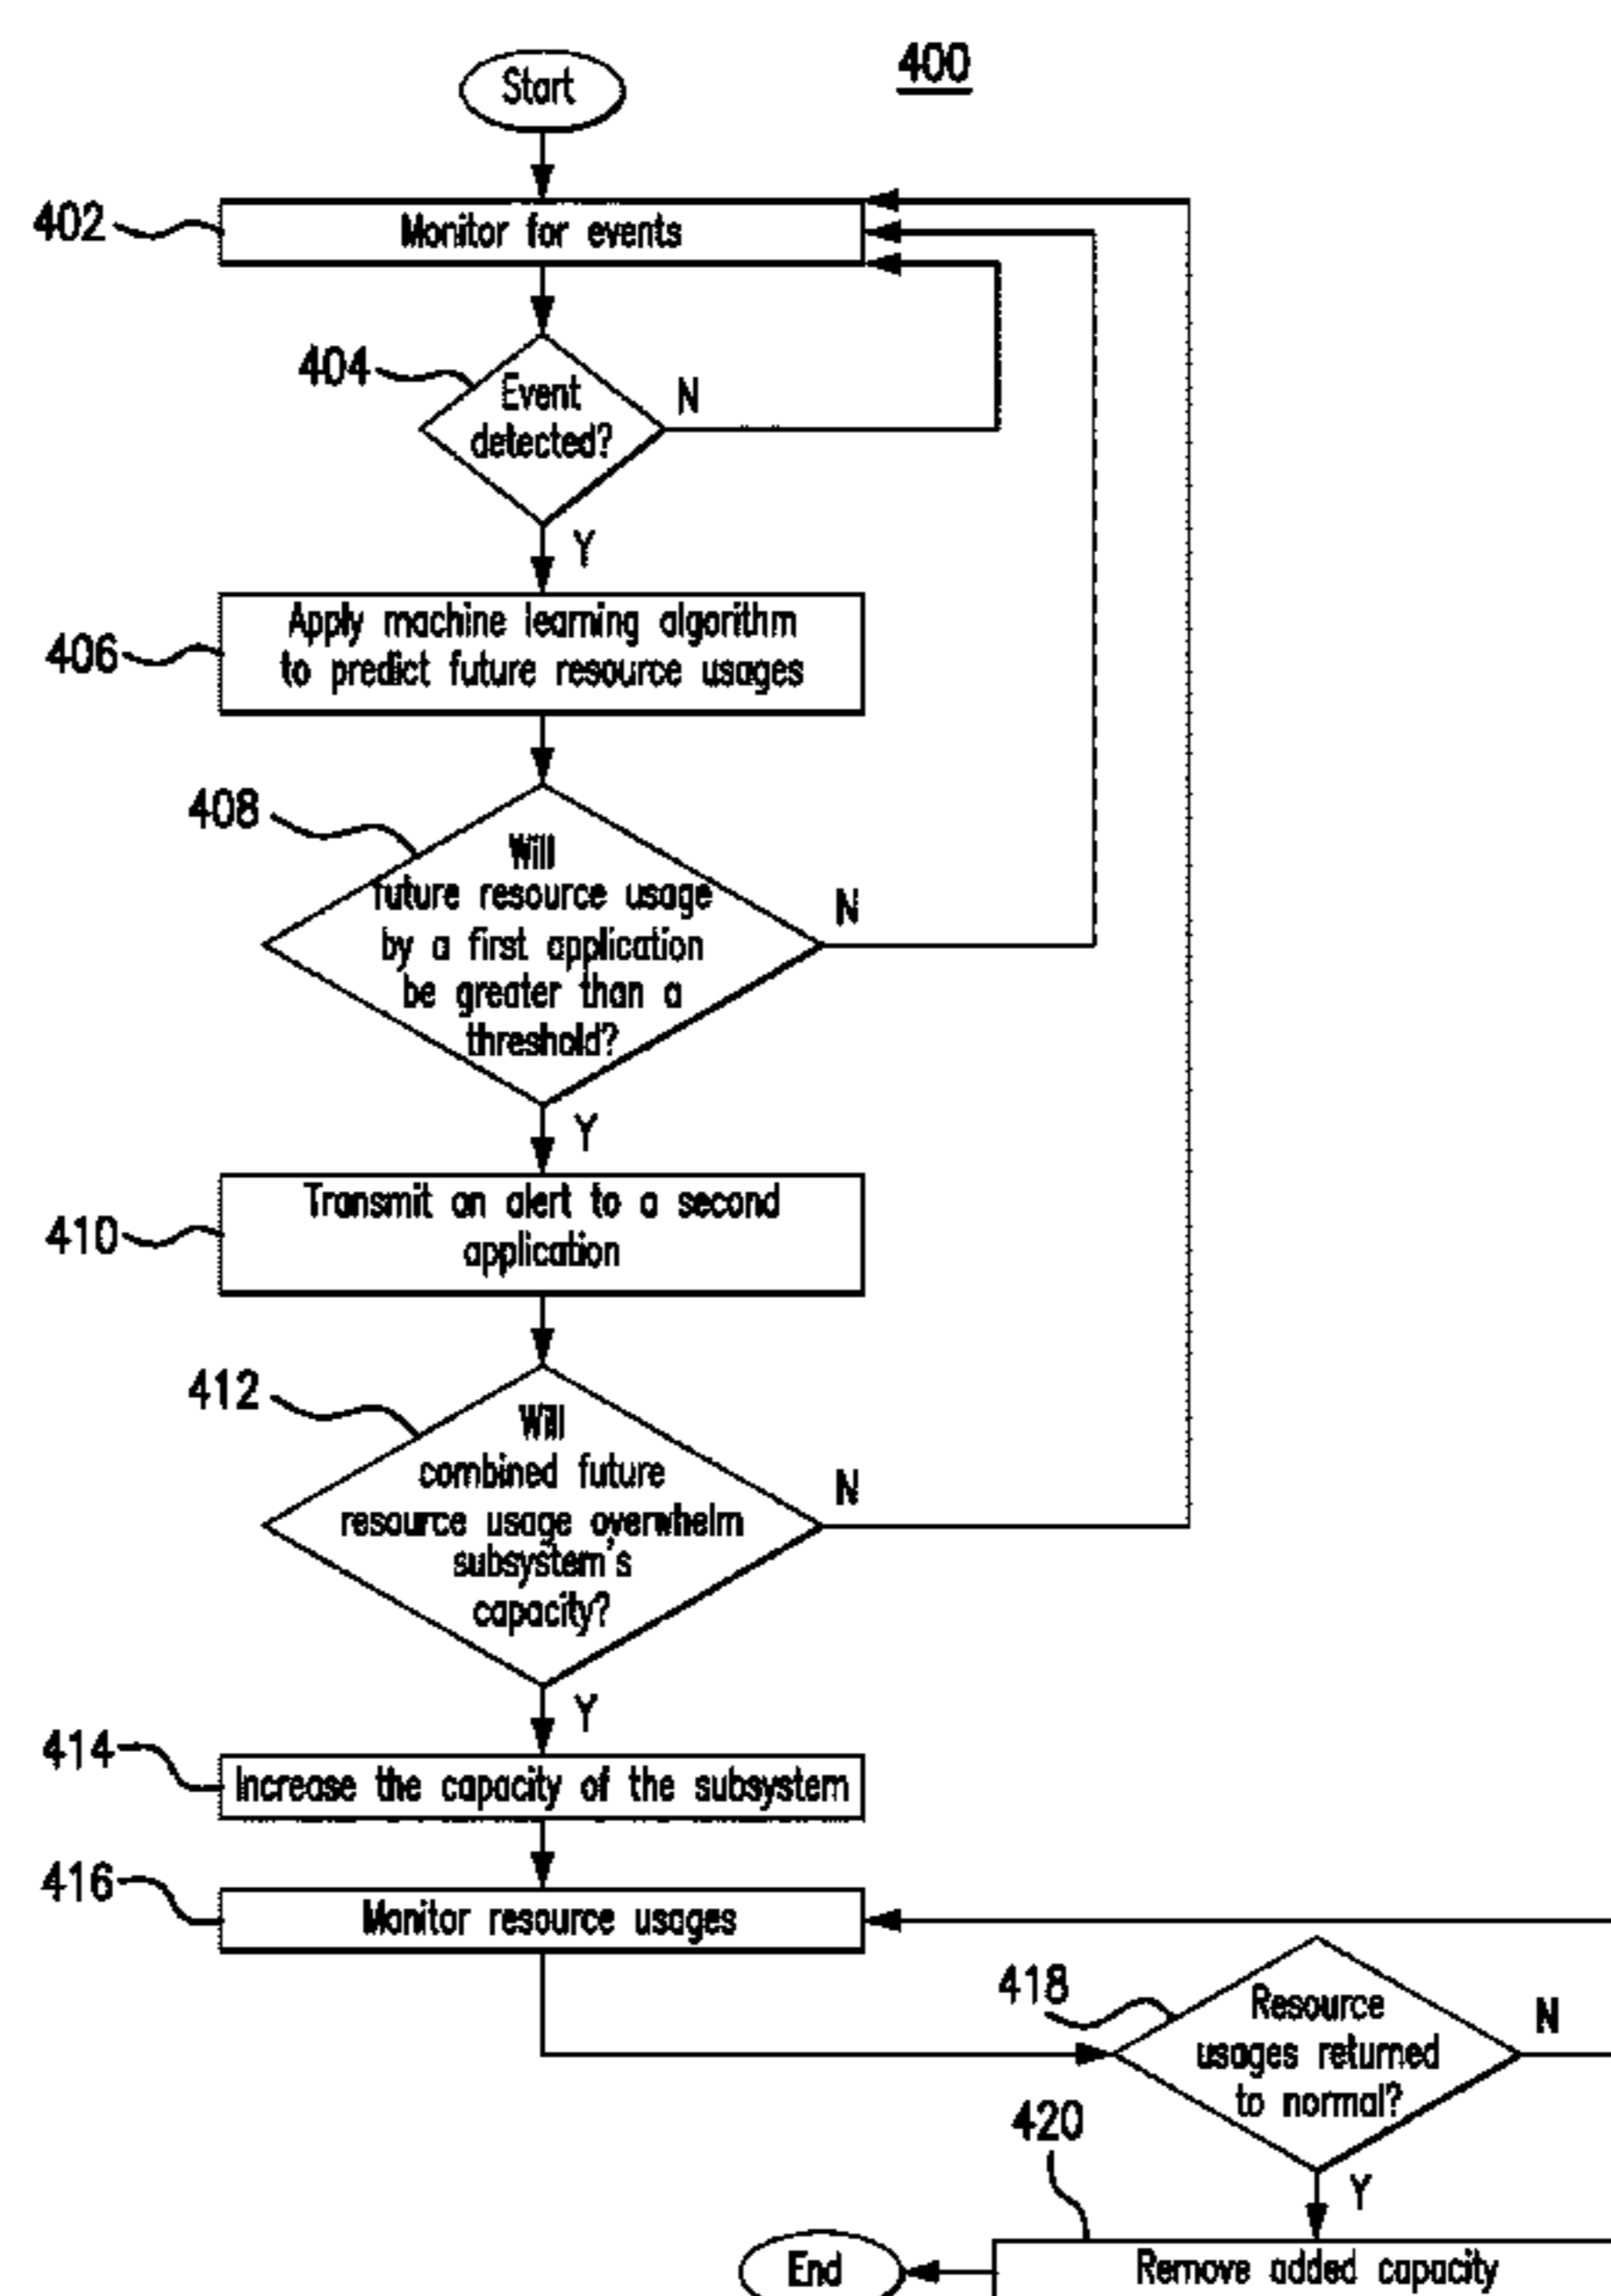 400
Start
402
Monitor for events
404
Event
detected?
N
Y
406
Apply machine learning algorithm
to predict future resource usages
408
Will
future resource usage
by a first application
be greater than a
threshold?
N
Y
410
Transmit an alert to a second
application
412
Will
combined future
resource usage overwhelm
subsystem's
capacity?
N
Y
414
Increase the capacity of the subsystem
416
Monitor resource usages
418
Resource
usages returned
to normal?
N
Y
420
Remove added capacity
End